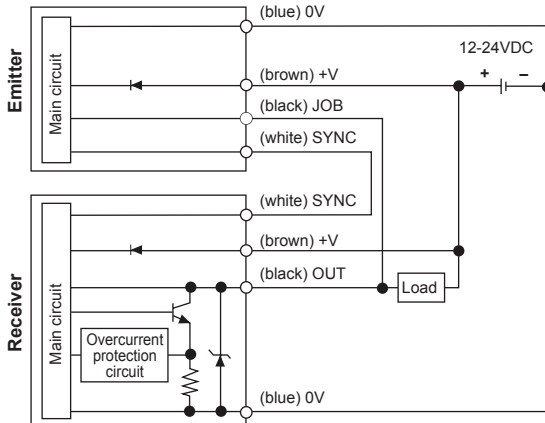 (blue) 0V
12-24VDC
+ −
Emitter
Main circuit
(brown) +V
(black) JOB
(white) SYNC
(white) SYNC
(brown) +V
(black) OUT
Load
Receiver
Main circuit
Overcurrent
protection
circuit
(blue) 0V